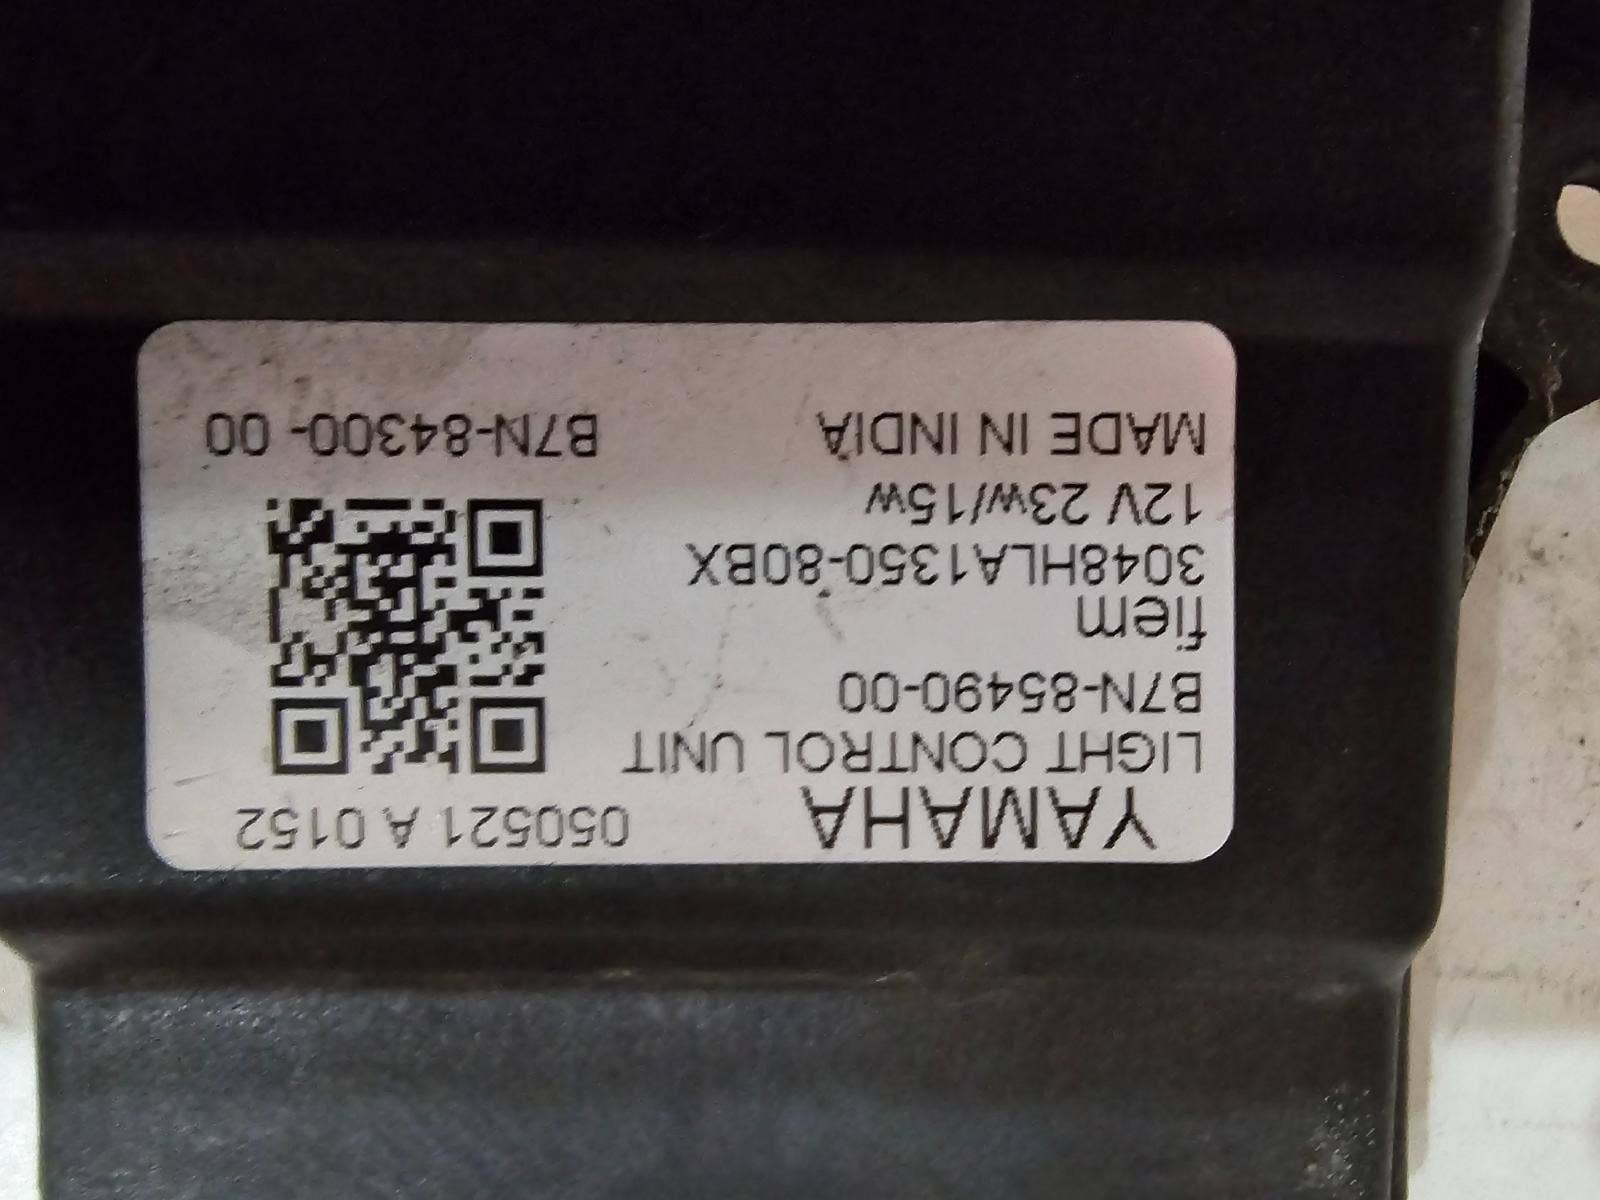 YAMAHA
050521 A 0152
LIGHT CONTROL UNIT
B7N-85490-00
fiem
3048HLA1350-80BX
12V 23w/15w
MADE IN INDIA
B7N-84300- 00